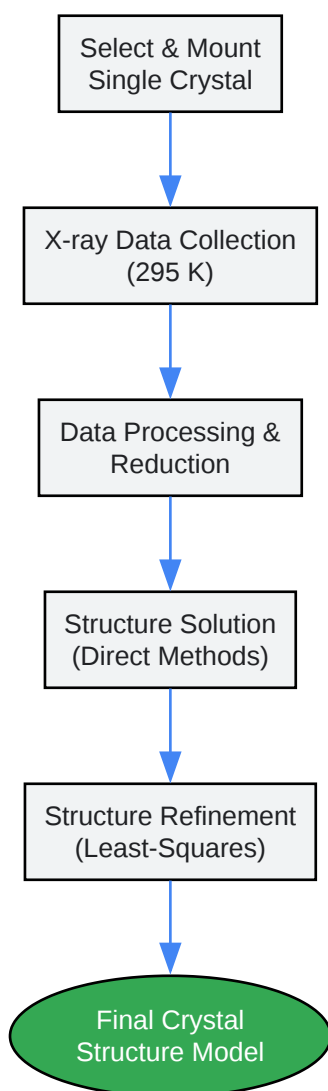 Select & Mount
Single Crystal
X-ray Data Collection
(295 K)
Data Processing &
Reduction
Structure Solution
(Direct Methods)
Structure Refinement
(Least-Squares)
Final Crystal
Structure Model